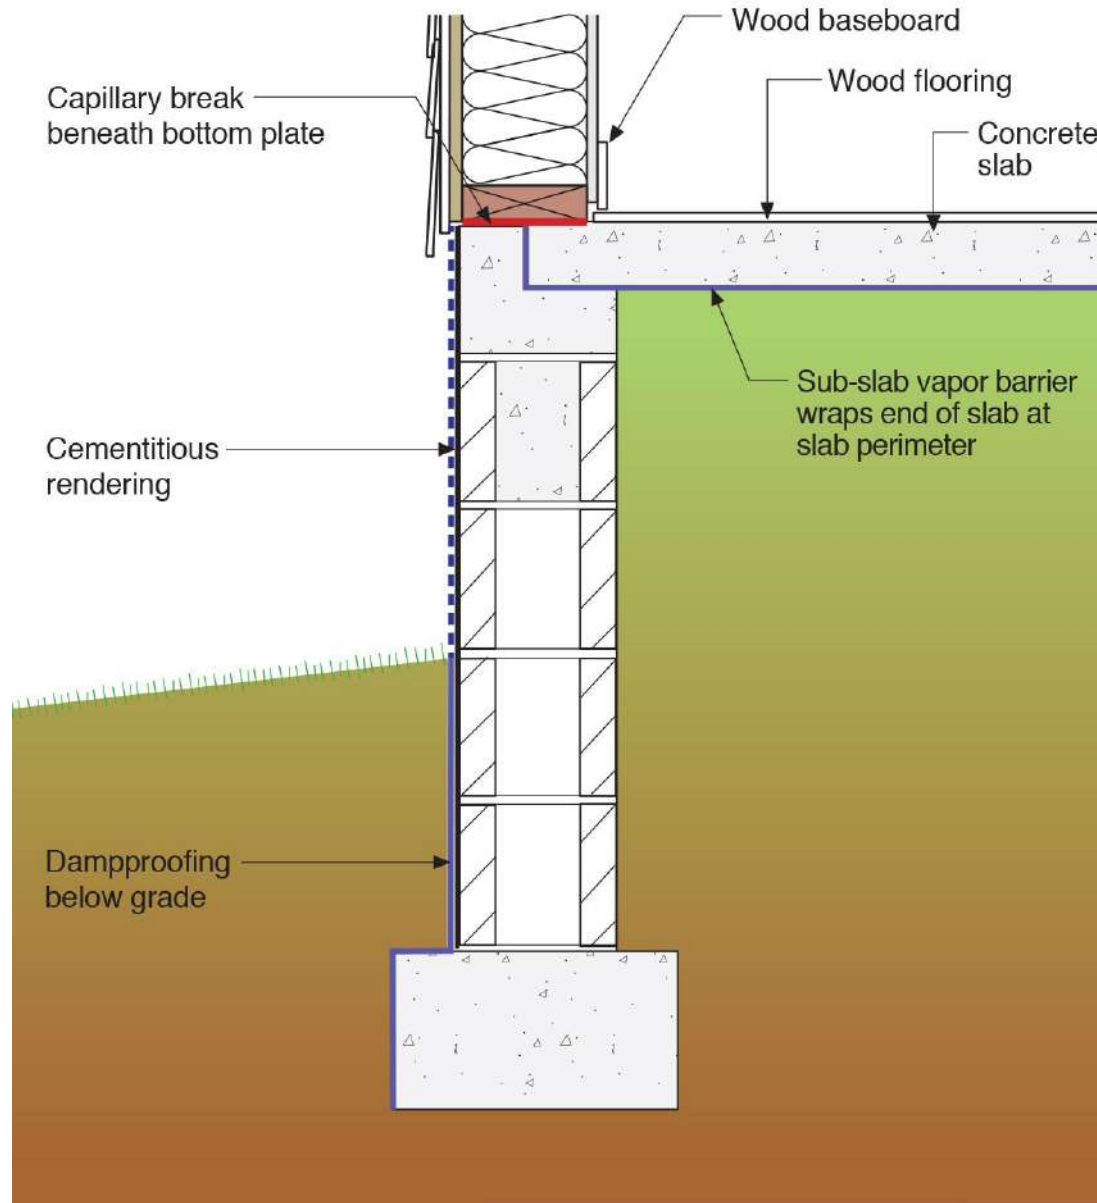 Wood baseboard
Wood flooring
Capillary break
beneath bottom plate
Concrete
slab
Sub-slab vapor barrier
wraps end of slab at
slab perimeter
Cementitious
rendering
Dampproofing
below grade